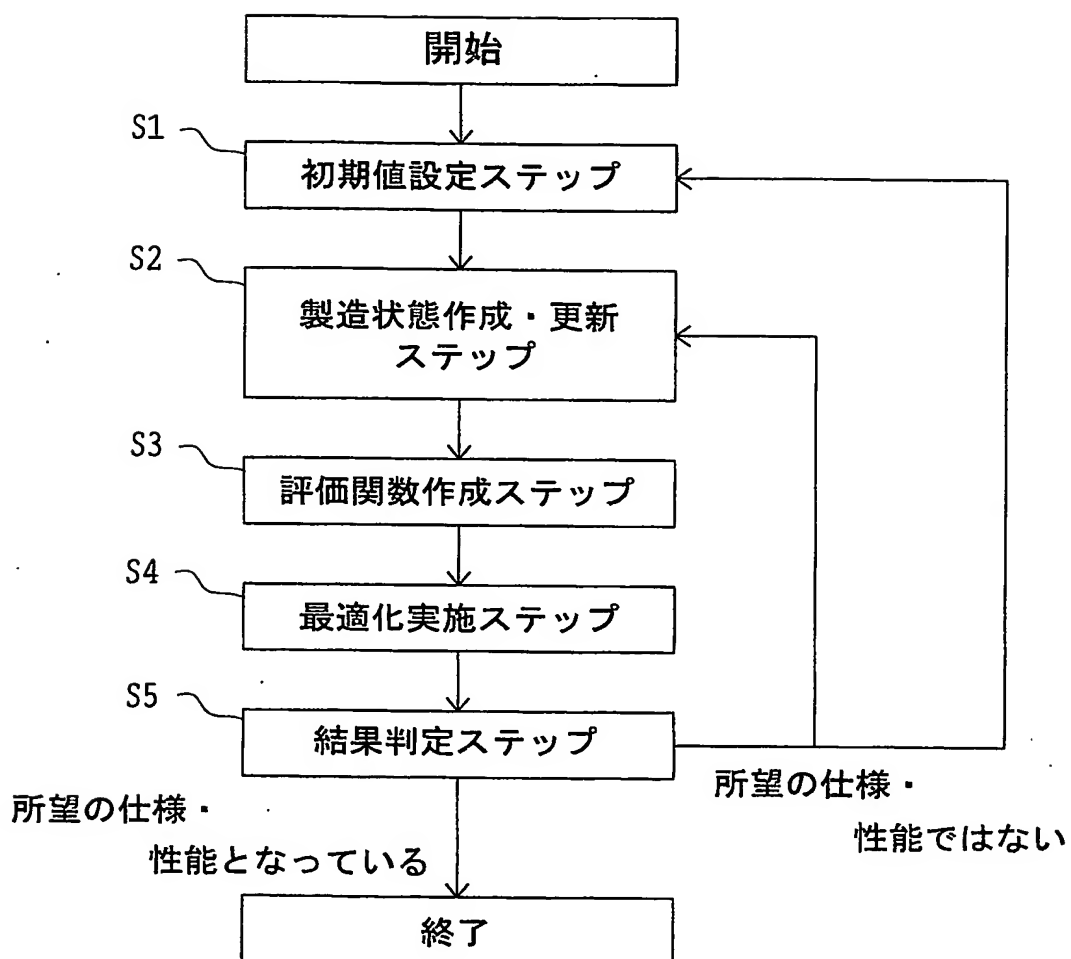 開始
S1
初期値設定ステップ
S2
製造状態作成・更新
ステップ
S3
評価関数作成ステップ
S4
最適化実施ステップ
S5
結果判定ステップ
所望の仕様・
性能となっている
所望の仕様・
性能ではない
終了